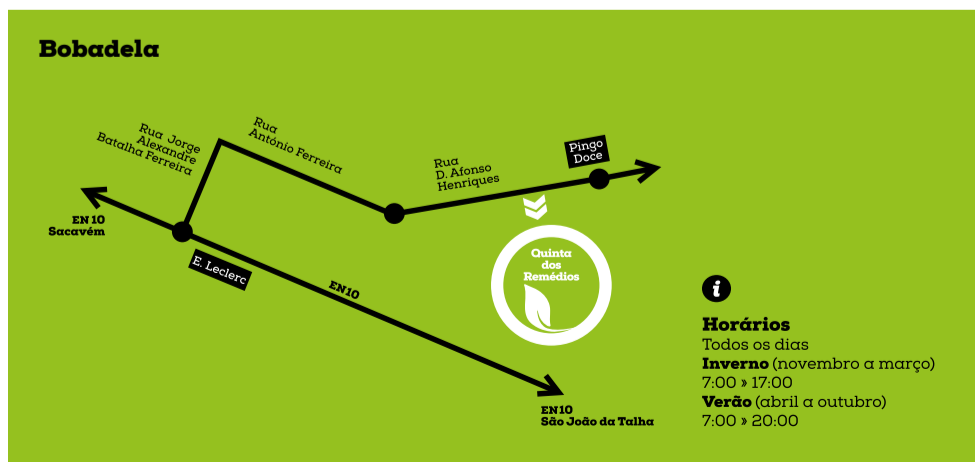 Bobadela
Rua Jorge
Alexandre
Batalha Ferreira
Rua
António Ferreira
Rua
D. Afonso
Henriques
Pingo
Doce
EN 10
Sacavém
E. Leclerc
EN10
Quinta
dos
Remédios
EN10
São João da Talha
i
Horários
Todos os dias
Inverno (novembro a março)
7:00 » 17:00
Verão (abril a outubro)
7:00 » 20:00